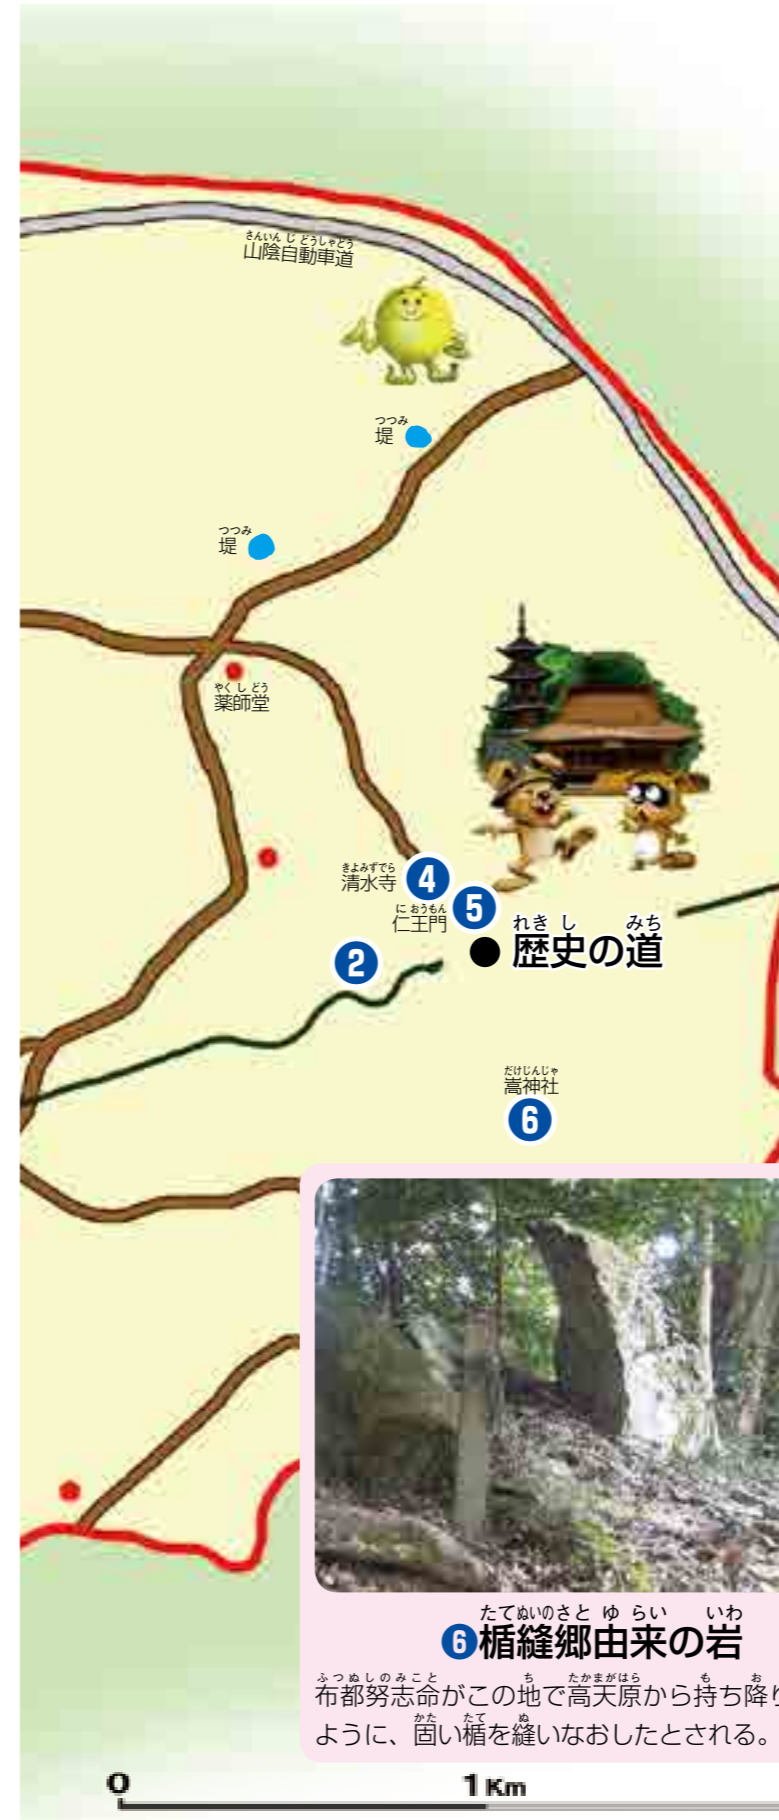 さんいんじどうしゃどう
山陰自動車道
つつみ
堤
つつみ
堤
やくしどう
薬師堂
きよみずでら
清水寺 4
におうもん
仁王門 5
れきし みち
● 歴史の道
2
だけじんじゃ
嵩神社
6
たてぬいのさと ゆらい いわ
6楯縫郷由来の岩
ふつぬしのみこと ち たかまがはら も お
布都努志命がこの地で高天原から持ち降り
かた たて ぬ
ように、固い楯を縫いなおしたとされる。
0 1 Km